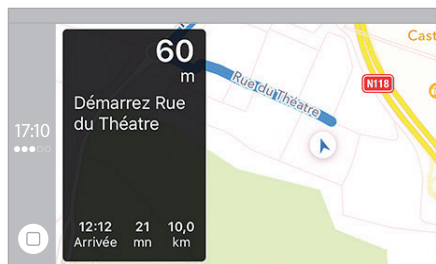 60
m
Démarrez Rue
du Théatre
17:10
12:12
21
10,0
Arrivée
mn
km
Rue du Théatre
N118
Cast